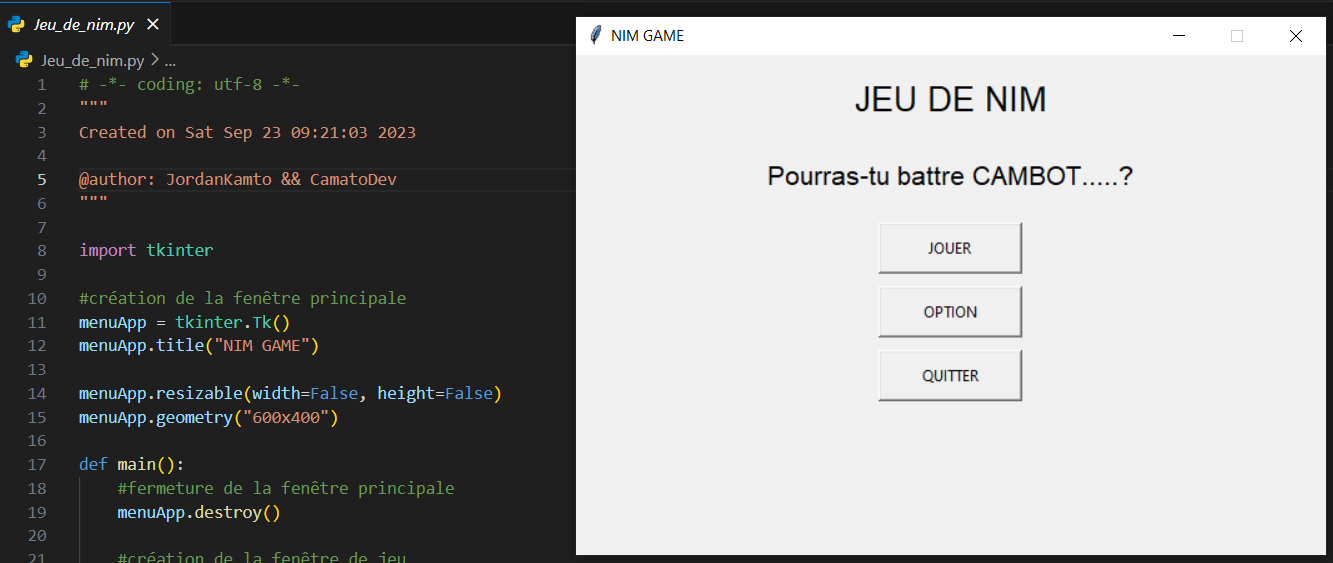 Jeu_de_nim.py
Jeu_de_nim.py > ...
1 # -*- coding: utf-8 -*-
2 """
3 Created on Sat Sep 23 09:21:03 2023
4
5 @author: JordanKamto && CamatoDev
6 """
7
8 import tkinter
9
10 #création de la fenêtre principale
11 menuApp = tkinter.Tk()
12 menuApp.title("NIM GAME")
13
14 menuApp.resizable(width=False, height=False)
15 menuApp.geometry("600x400")
16
17 def main():
18 #fermeture de la fenêtre principale
19 menuApp.destroy()
20
21 #création de la fenêtre de jeu
NIM GAME
JEU DE NIM
Pourras-tu battre CAMBOT.....?
JOUER
OPTION
QUITTER